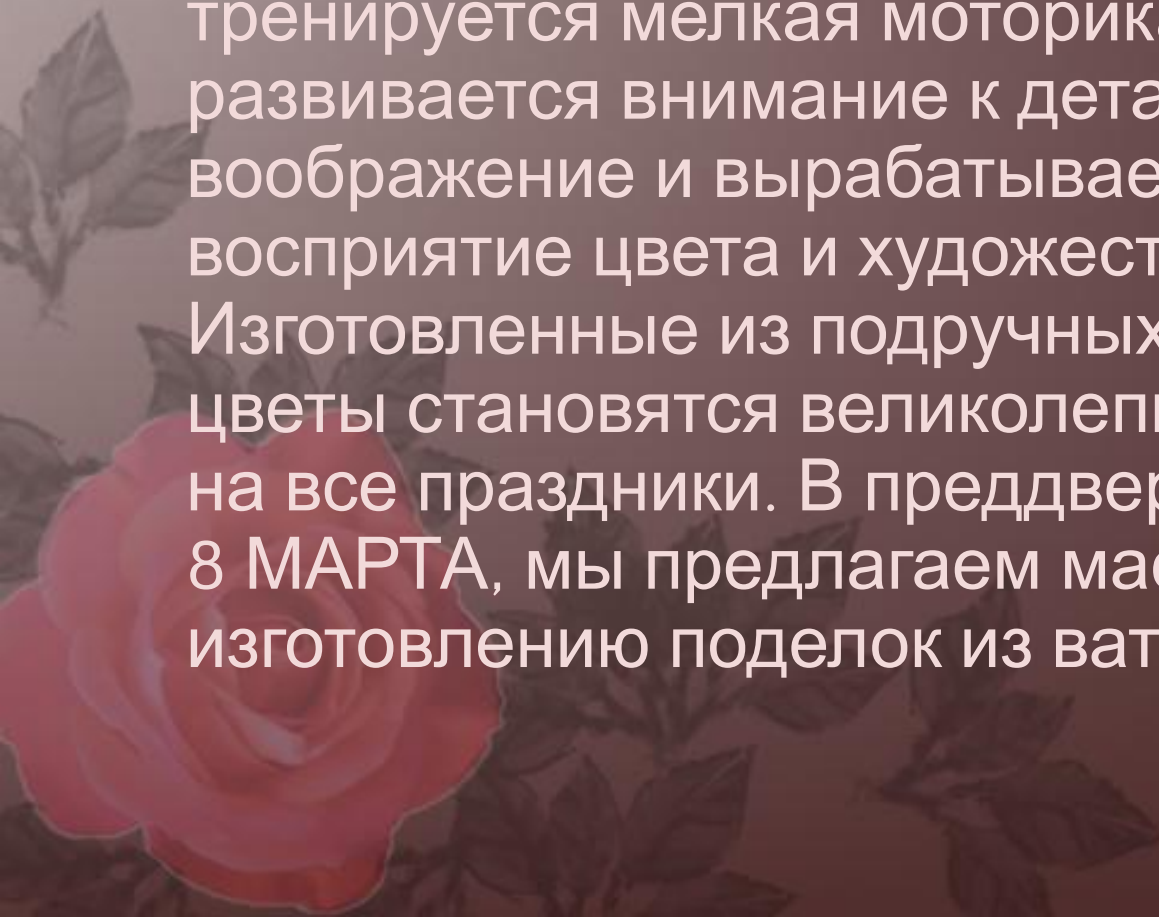 тренируется мелкая моторика
развивается внимание к дета
воображение и вырабатывае
восприятие цвета и художест
Изготовленные из подручных
цветы становятся великолеп
на все праздники. В преддвер
8 МАРТА, мы предлагаем мас
изготовлению поделок из ват